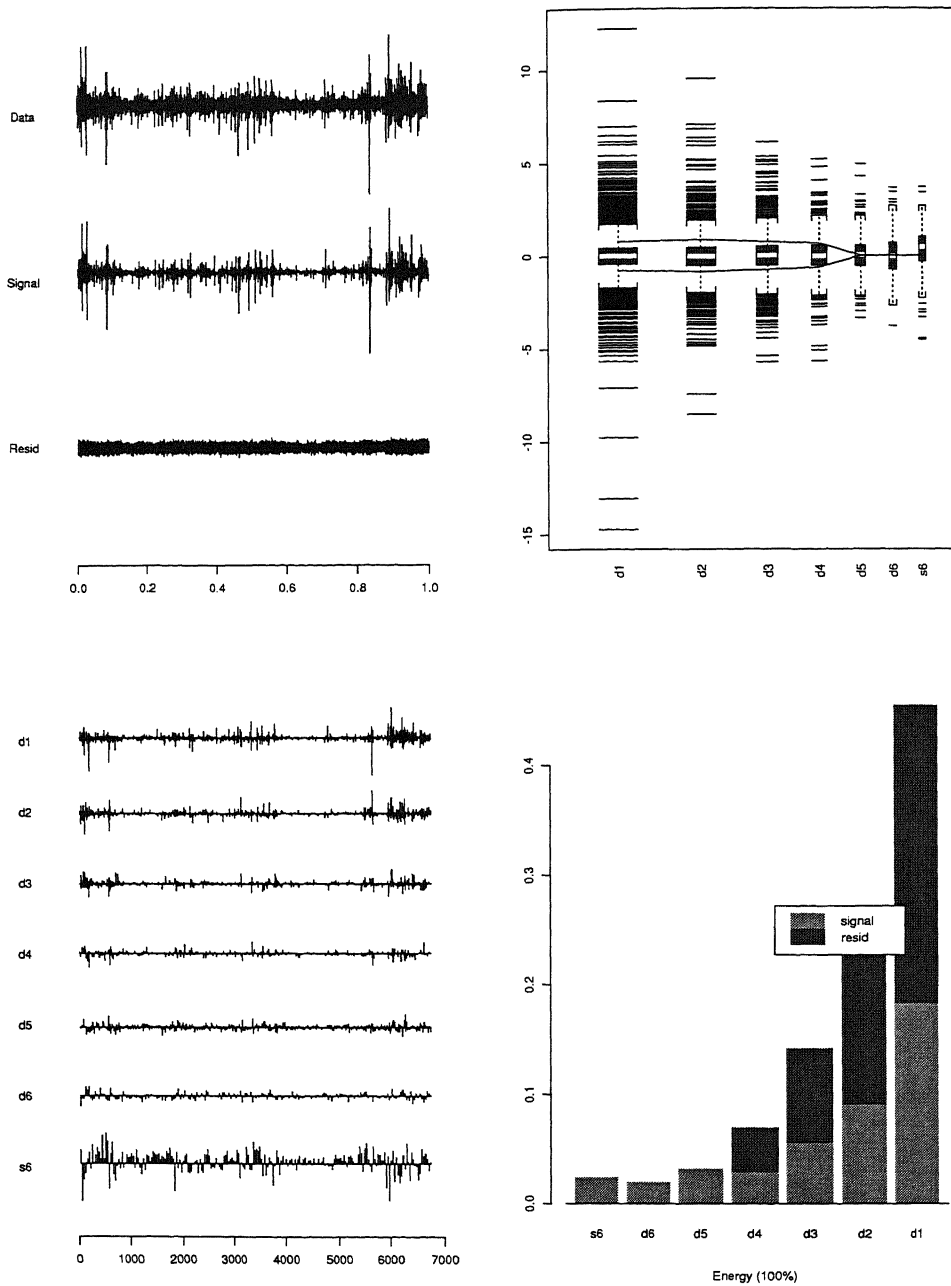 Data
Signal
Resid
0.0 0.2 0.4 0.6 0.8 1.0
10
5
0
-5
-10
-15
d1 d2 d3 d4 d5 d6 s6
d1
d2
d3
d4
d5
d6
s6
0 1000 2000 3000 4000 5000 6000 7000
0.4
0.3
0.2
0.1
0.0
signal
resid
s6 d6 d5 d4 d3 d2 d1
Energy (100%)